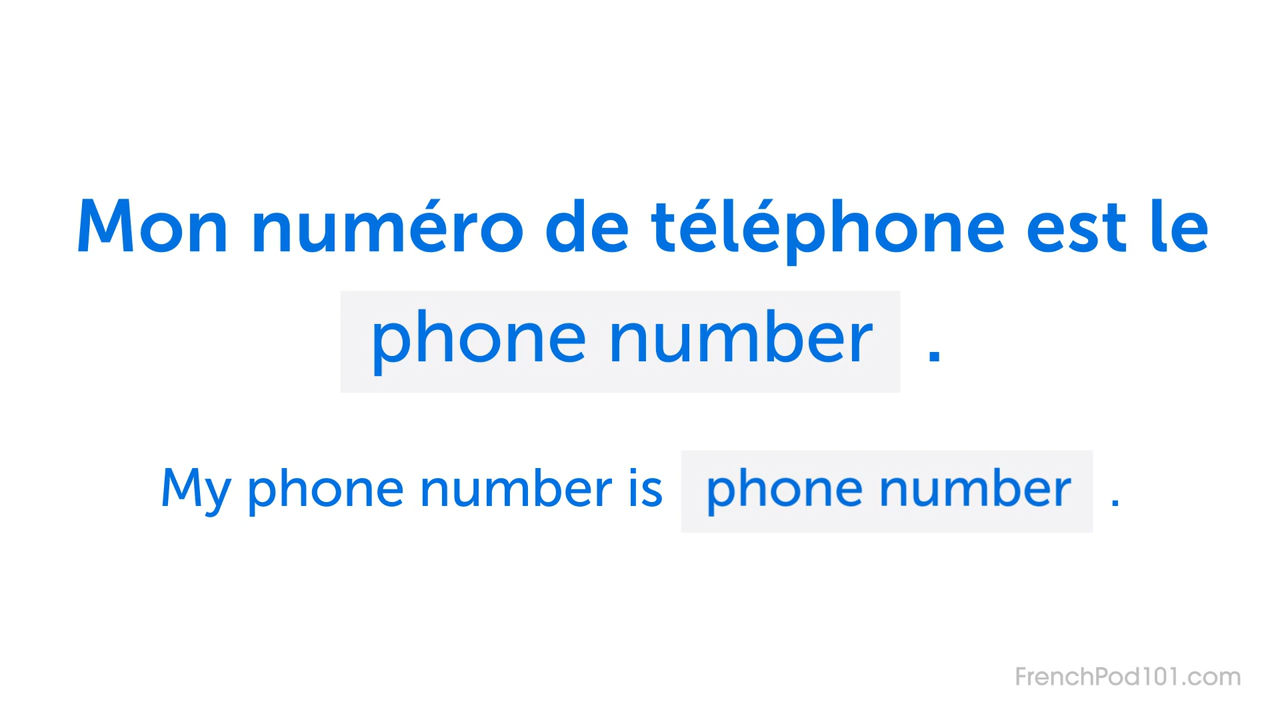 Mon numéro de téléphone est le
phone number .
My phone number is phone number .
FrenchPod101.com